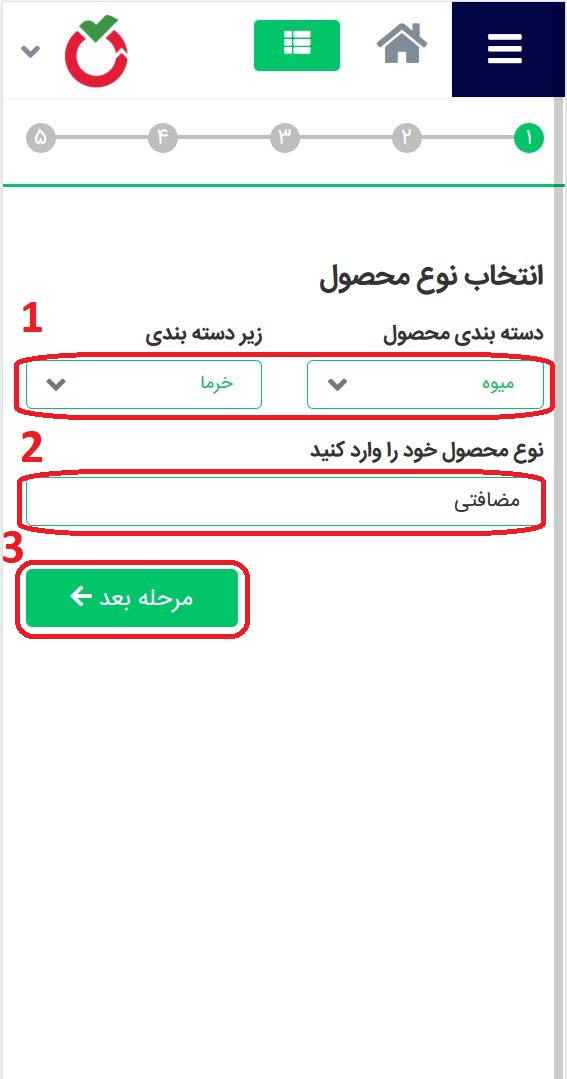 ۱ ۲ ۳ ۴ ۵
انتخاب نوع محصول
1
دسته بندی محصول زیر دسته بندی
میوه خرما
2
نوع محصول خود را وارد کنید
مضافتی
3
مرحله بعد